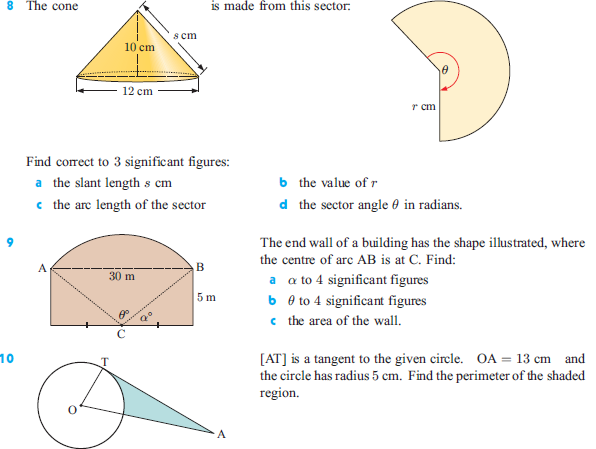 8 The cone is made from this sector:
s cm
10 cm
12 cm
θ
r cm
Find correct to 3 significant figures:
a the slant length s cm
b the value of r
c the arc length of the sector
d the sector angle θ in radians.
9 The end wall of a building has the shape illustrated, where
the centre of arc AB is at C. Find:
a α to 4 significant figures
b θ to 4 significant figures
c the area of the wall.
A
B
30 m
5 m
θ°
α°
C
10 [AT] is a tangent to the given circle. OA = 13 cm and
the circle has radius 5 cm. Find the perimeter of the shaded
region.
T
O
A